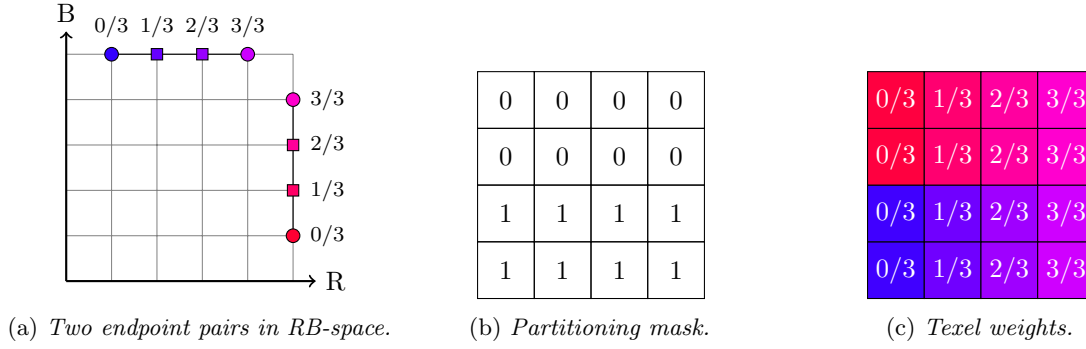 B
0/3 1/3 2/3 3/3
3/3
2/3
1/3
0/3
R
(a) Two endpoint pairs in RB-space.
0 0 0 0
0 0 0 0
1 1 1 1
1 1 1 1
(b) Partitioning mask.
0/3 1/3 2/3 3/3
0/3 1/3 2/3 3/3
0/3 1/3 2/3 3/3
0/3 1/3 2/3 3/3
(c) Texel weights.